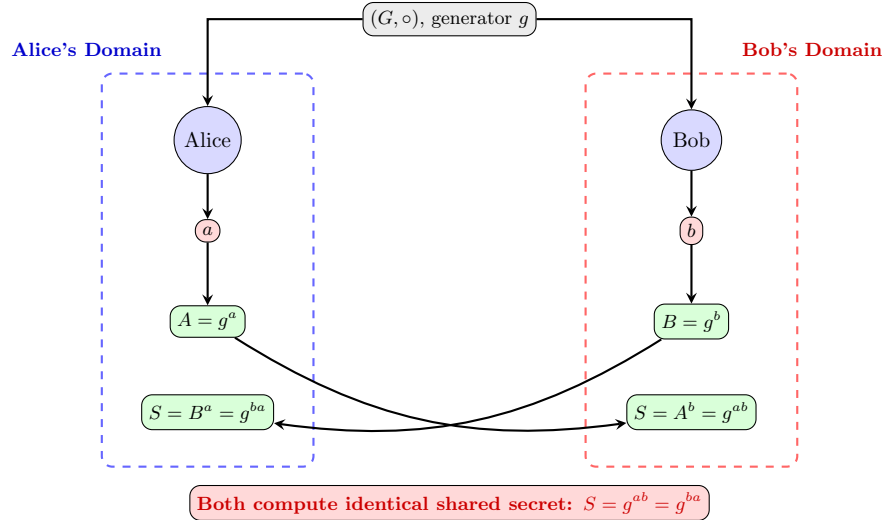 (G, ∘), generator g
Alice's Domain
Bob's Domain
Alice
Bob
a
b
A = g^a
B = g^b
S = B^a = g^{ba}
S = A^b = g^{ab}
Both compute identical shared secret: S = g^{ab} = g^{ba}